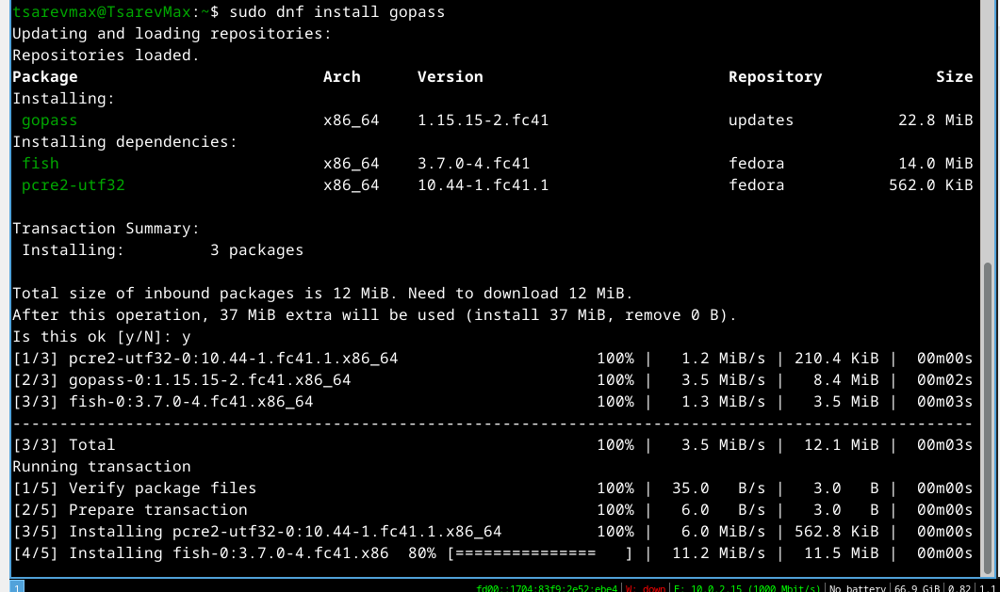 tsarevmax@TsarevMax:~$ sudo dnf install gopass
Updating and loading repositories:
Repositories loaded.
Package Arch Version Repository Size
Installing:
gopass x86_64 1.15.15-2.fc41 updates 22.8 MiB
Installing dependencies:
fish x86_64 3.7.0-4.fc41 fedora 14.0 MiB
pcre2-utf32 x86_64 10.44-1.fc41.1 fedora 562.0 KiB
Transaction Summary:
Installing: 3 packages
Total size of inbound packages is 12 MiB. Need to download 12 MiB.
After this operation, 37 MiB extra will be used (install 37 MiB, remove 0 B).
Is this ok [y/N]: y
[1/3] pcre2-utf32-0:10.44-1.fc41.1.x86_64 100% | 1.2 MiB/s | 210.4 KiB | 00m00s
[2/3] gopass-0:1.15.15-2.fc41.x86_64 100% | 3.5 MiB/s | 8.4 MiB | 00m02s
[3/3] fish-0:3.7.0-4.fc41.x86_64 100% | 1.3 MiB/s | 3.5 MiB | 00m03s
--------------------------------------------------------------------------------
[3/3] Total 100% | 3.5 MiB/s | 12.1 MiB | 00m03s
Running transaction
[1/5] Verify package files 100% | 35.0 B/s | 3.0 B | 00m00s
[2/5] Prepare transaction 100% | 6.0 B/s | 3.0 B | 00m00s
[3/5] Installing pcre2-utf32-0:10.44-1.fc41.1.x86_64 100% | 6.0 MiB/s | 562.8 KiB | 00m00s
[4/5] Installing fish-0:3.7.0-4.fc41.x86 80% [=============== ] | 11.2 MiB/s | 11.5 MiB | 00m00s
1 fd00::1704:83f9:2e52:ebe4 | W: down | E: 10.0.2.15 (1000 Mbit/s) | No battery | 66.9 GiB | 0.82 | 1.1